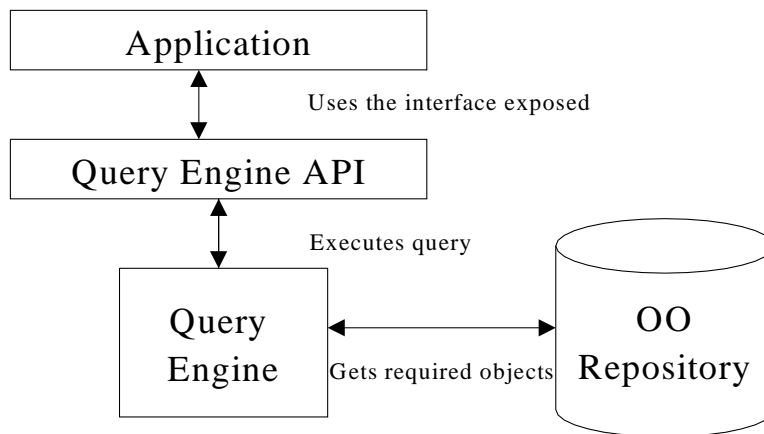 Application
Uses the interface exposed
Query Engine API
Executes query
Query
Engine
Gets required objects
OO
Repository